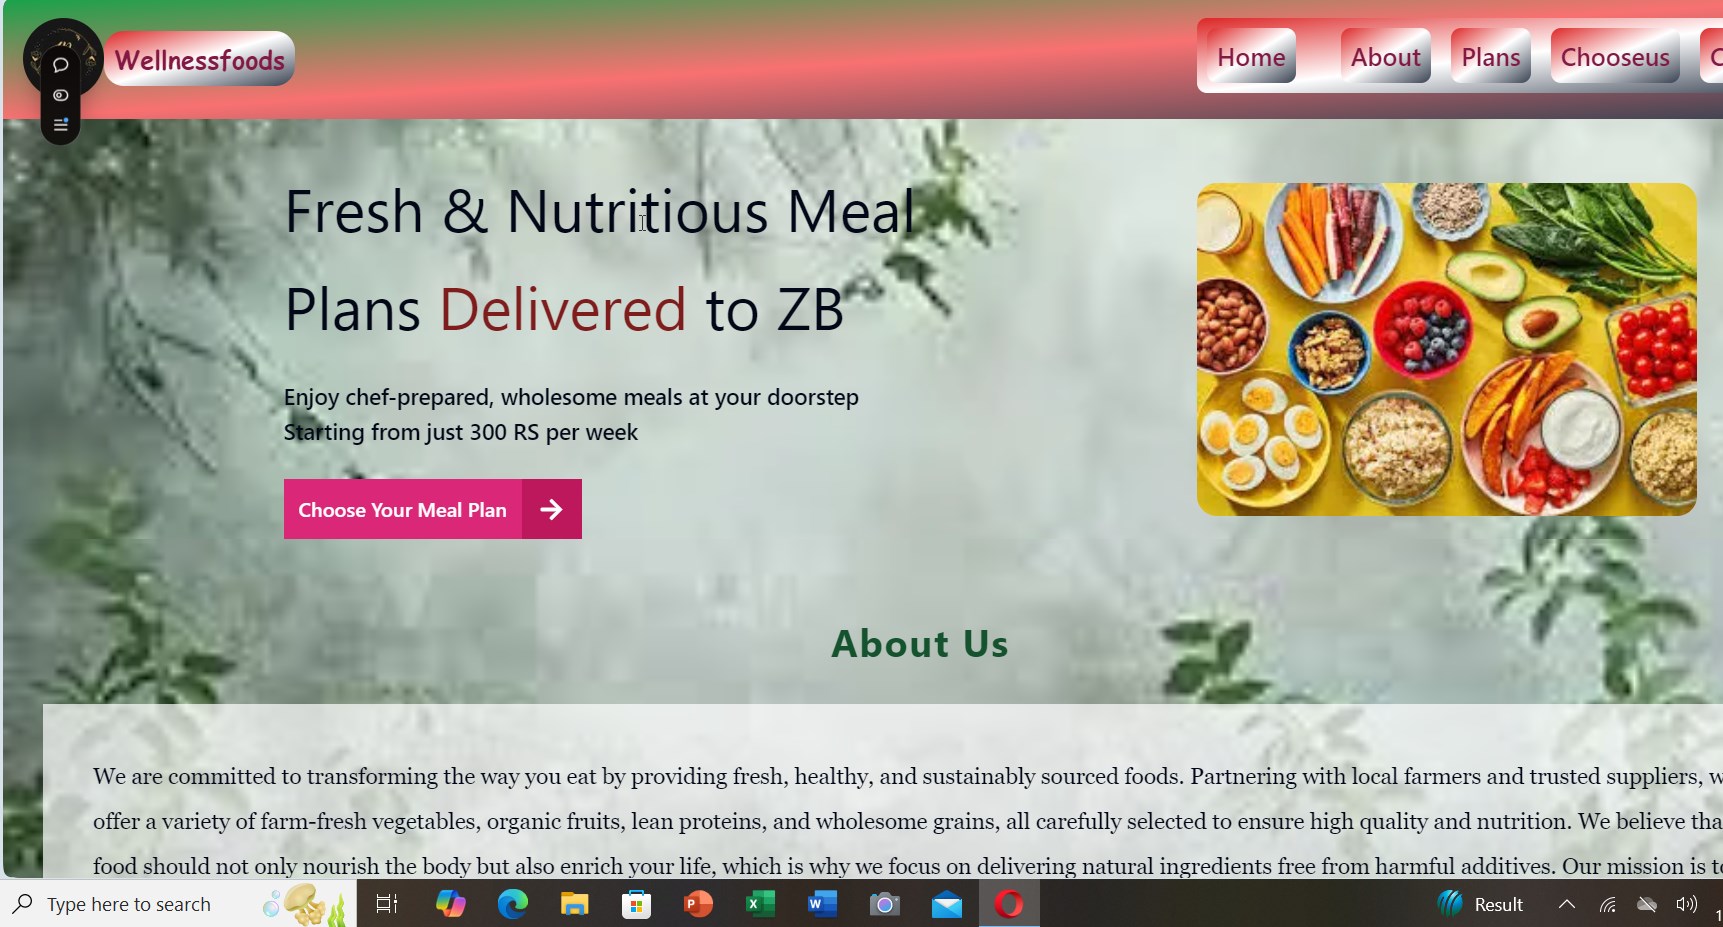 Wellnessfoods
Home About Plans Chooseus
Fresh & Nutritious Meal
Plans Delivered to ZB
Enjoy chef-prepared, wholesome meals at your doorstep
Starting from just 300 RS per week
Choose Your Meal Plan
About Us
We are committed to transforming the way you eat by providing fresh, healthy, and sustainably sourced foods. Partnering with local farmers and trusted suppliers,
offer a variety of farm-fresh vegetables, organic fruits, lean proteins, and wholesome grains, all carefully selected to ensure high quality and nutrition. We believe
food should not only nourish the body but also enrich your life, which is why we focus on delivering natural ingredients free from harmful additives. Our mission is
Type here to search
Result